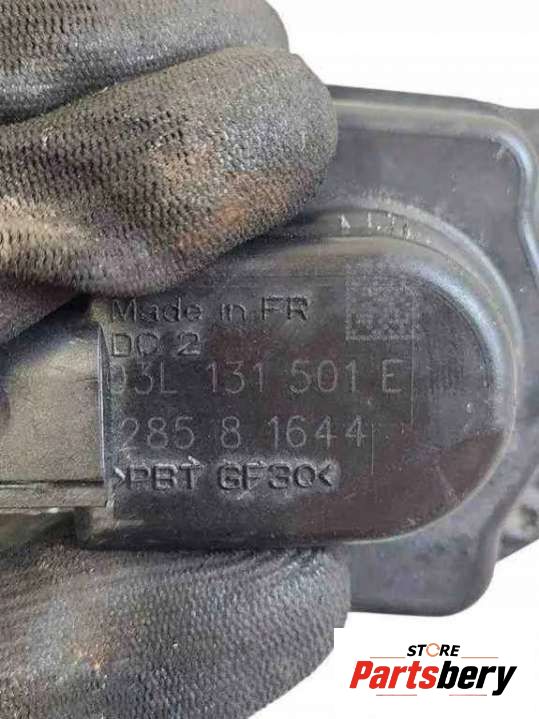 Made in FR
DC 2
03L 131 501 E
285 8 1644
>PBT GF30<
STORE
Partsbery